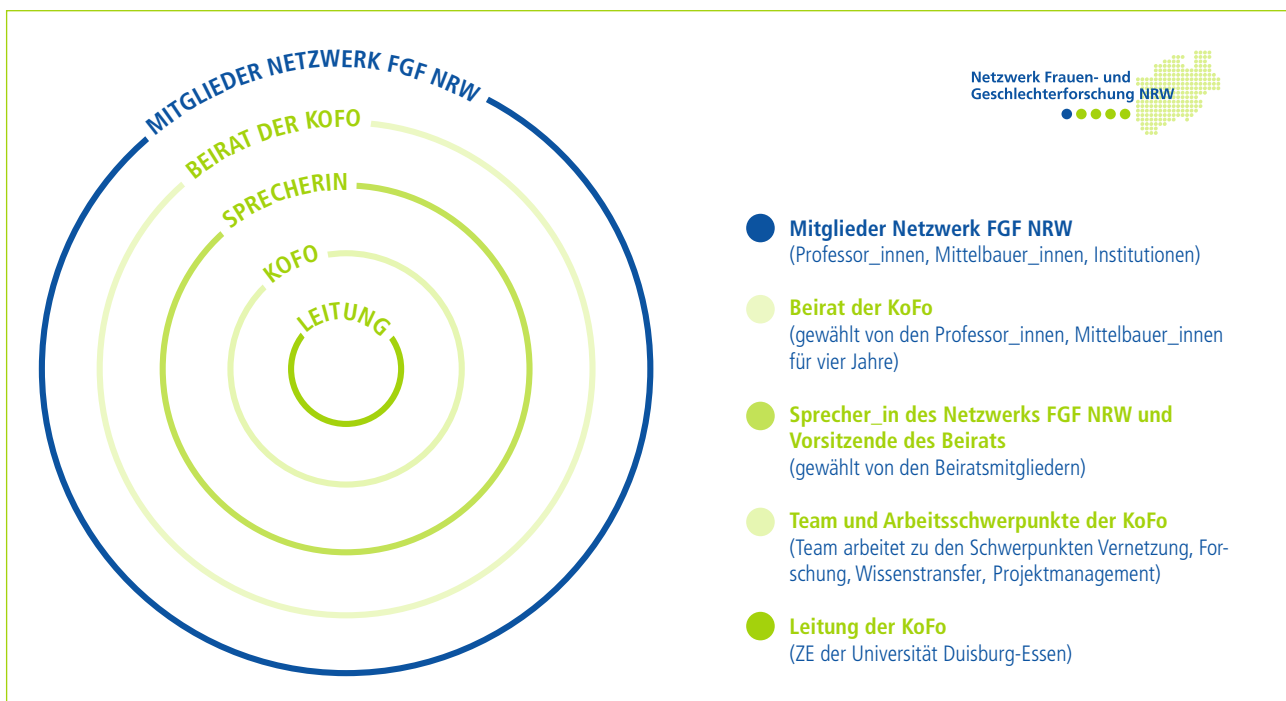 MITGLIEDER NETZWERK FGF NRW
BEIRAT DER KOFO
SPRECHERIN
KOFO
LEITUNG
Netzwerk Frauen- und
Geschlechterforschung NRW
Mitglieder Netzwerk FGF NRW
(Professor_innen, Mittelbauer_innen, Institutionen)
Beirat der KoFo
(gewählt von den Professor_innen, Mittelbauer_innen
für vier Jahre)
Sprecher_in des Netzwerks FGF NRW und
Vorsitzende des Beirats
(gewählt von den Beiratsmitgliedern)
Team und Arbeitsschwerpunkte der KoFo
(Team arbeitet zu den Schwerpunkten Vernetzung, For-
schung, Wissenstransfer, Projektmanagement)
Leitung der KoFo
(ZE der Universität Duisburg-Essen)